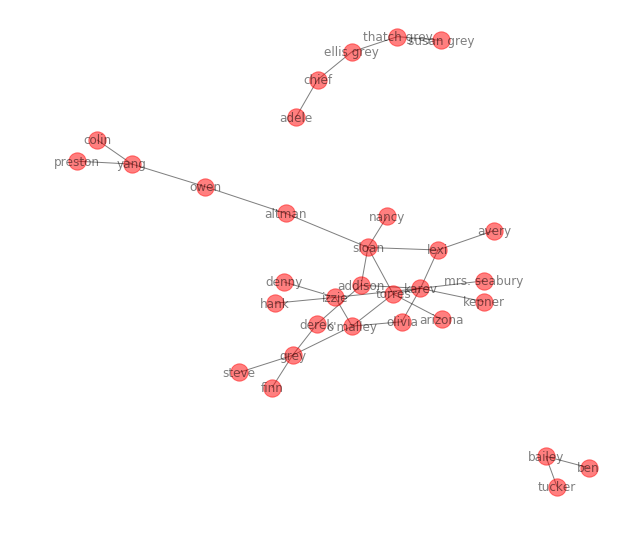 thatch grey
susan grey
ellis grey
chief
adele
colin
preston
yang
owen
altman
nancy
avery
sloan
lexi
denny
addison
karev
mrs. seabury
izzie
torres
hank
kepner
derek
o'malley
olivia
arizona
grey
steve
finn
bailey
ben
tucker